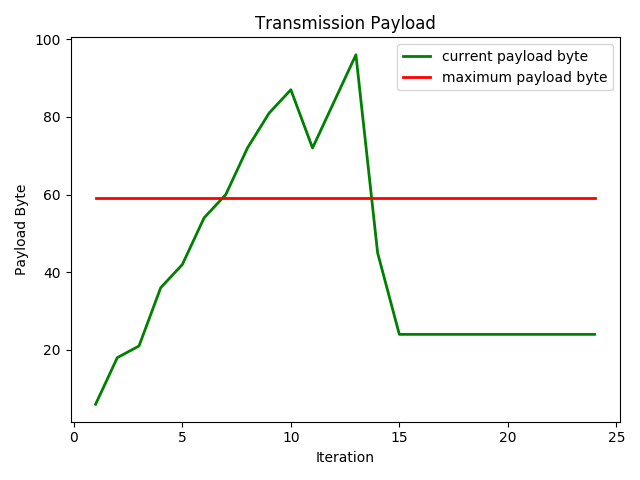 Transmission Payload
100
80
60
40
20
Payload Byte
current payload byte
maximum payload byte
0 5 10 15 20 25
Iteration